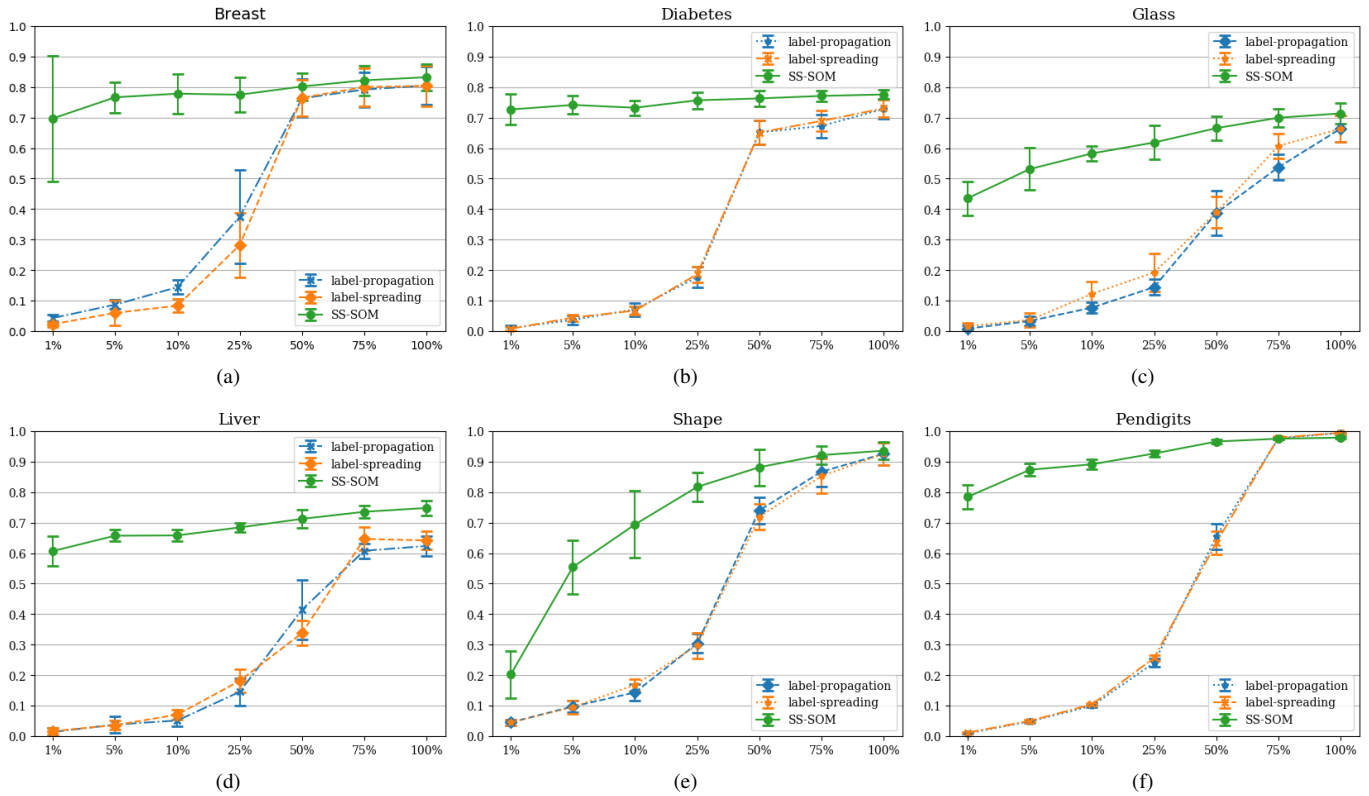 Breast
1.0
0.9
0.8
0.7
0.6
0.5
0.4
0.3
0.2
0.1
0.0
label-propagation
label-spreading
SS-SOM
1% 5% 10% 25% 50% 75% 100%
(a)
Diabetes
1.0
0.9
0.8
0.7
0.6
0.5
0.4
0.3
0.2
0.1
0.0
label-propagation
label-spreading
SS-SOM
1% 5% 10% 25% 50% 75% 100%
(b)
Glass
1.0
0.9
0.8
0.7
0.6
0.5
0.4
0.3
0.2
0.1
0.0
label-propagation
label-spreading
SS-SOM
1% 5% 10% 25% 50% 75% 100%
(c)
Liver
1.0
0.9
0.8
0.7
0.6
0.5
0.4
0.3
0.2
0.1
0.0
label-propagation
label-spreading
SS-SOM
1% 5% 10% 25% 50% 75% 100%
(d)
Shape
1.0
0.9
0.8
0.7
0.6
0.5
0.4
0.3
0.2
0.1
0.0
label-propagation
label-spreading
SS-SOM
1% 5% 10% 25% 50% 75% 100%
(e)
Pendigits
1.0
0.9
0.8
0.7
0.6
0.5
0.4
0.3
0.2
0.1
0.0
label-propagation
label-spreading
SS-SOM
1% 5% 10% 25% 50% 75% 100%
(f)